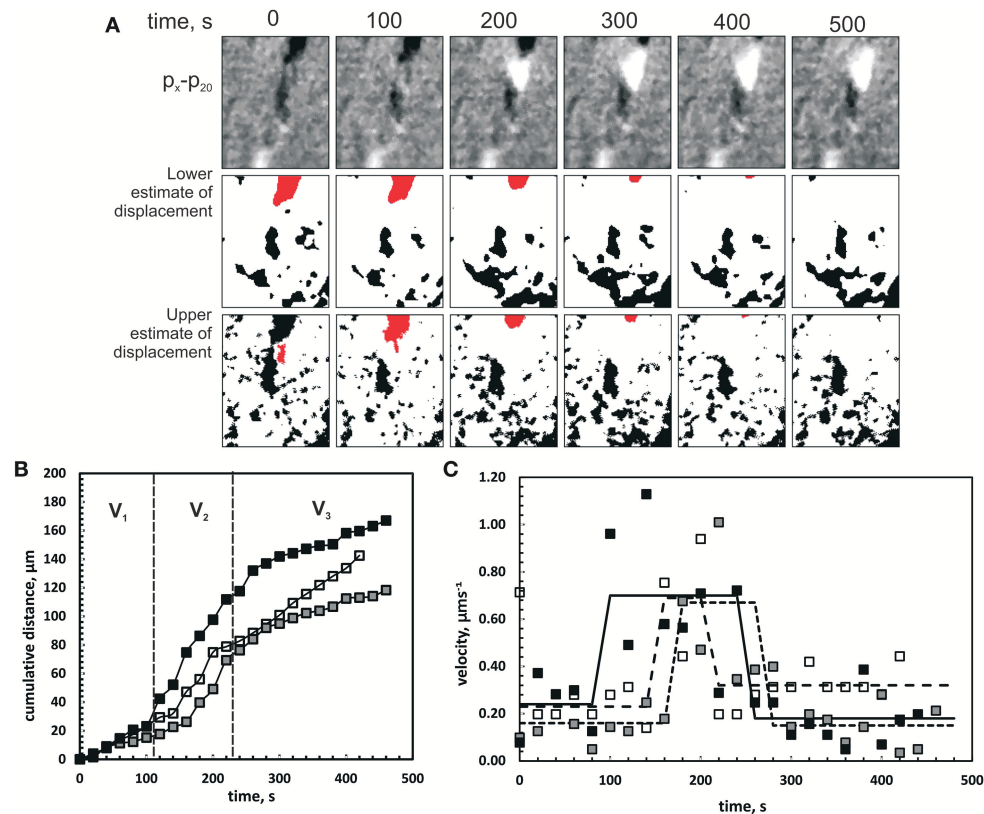 A
time, s 0 100 200 300 400 500
pₓ-p₂₀
Lower
estimate of
displacement
Upper
estimate of
displacement
B
200
180
160
140
120
100
80
60
40
20
0
cumulative distance, µm
V₁ V₂ V₃
0 100 200 300 400 500
time, s
C
1.20
1.00
0.80
0.60
0.40
0.20
0.00
velocity, µms⁻¹
0 100 200 300 400 500
time, s